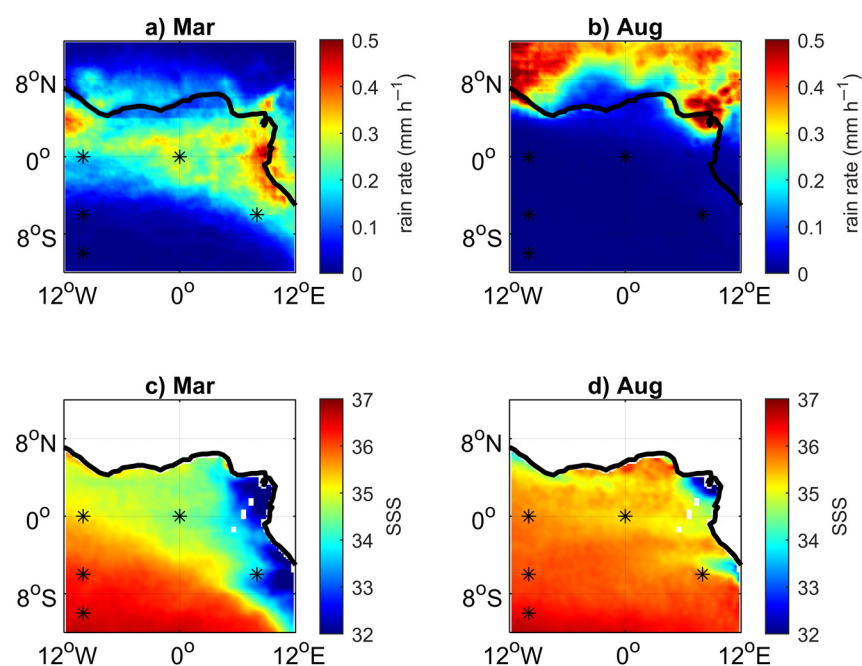 a) Mar
8°N
0°
8°S
12°W 0° 12°E
0.5
0.4
0.3
0.2
0.1
0
rain rate (mm h⁻¹)
b) Aug
8°N
0°
8°S
12°W 0° 12°E
0.5
0.4
0.3
0.2
0.1
0
rain rate (mm h⁻¹)
c) Mar
8°N
0°
8°S
12°W 0° 12°E
37
36
35
34
33
32
SSS
d) Aug
8°N
0°
8°S
12°W 0° 12°E
37
36
35
34
33
32
SSS